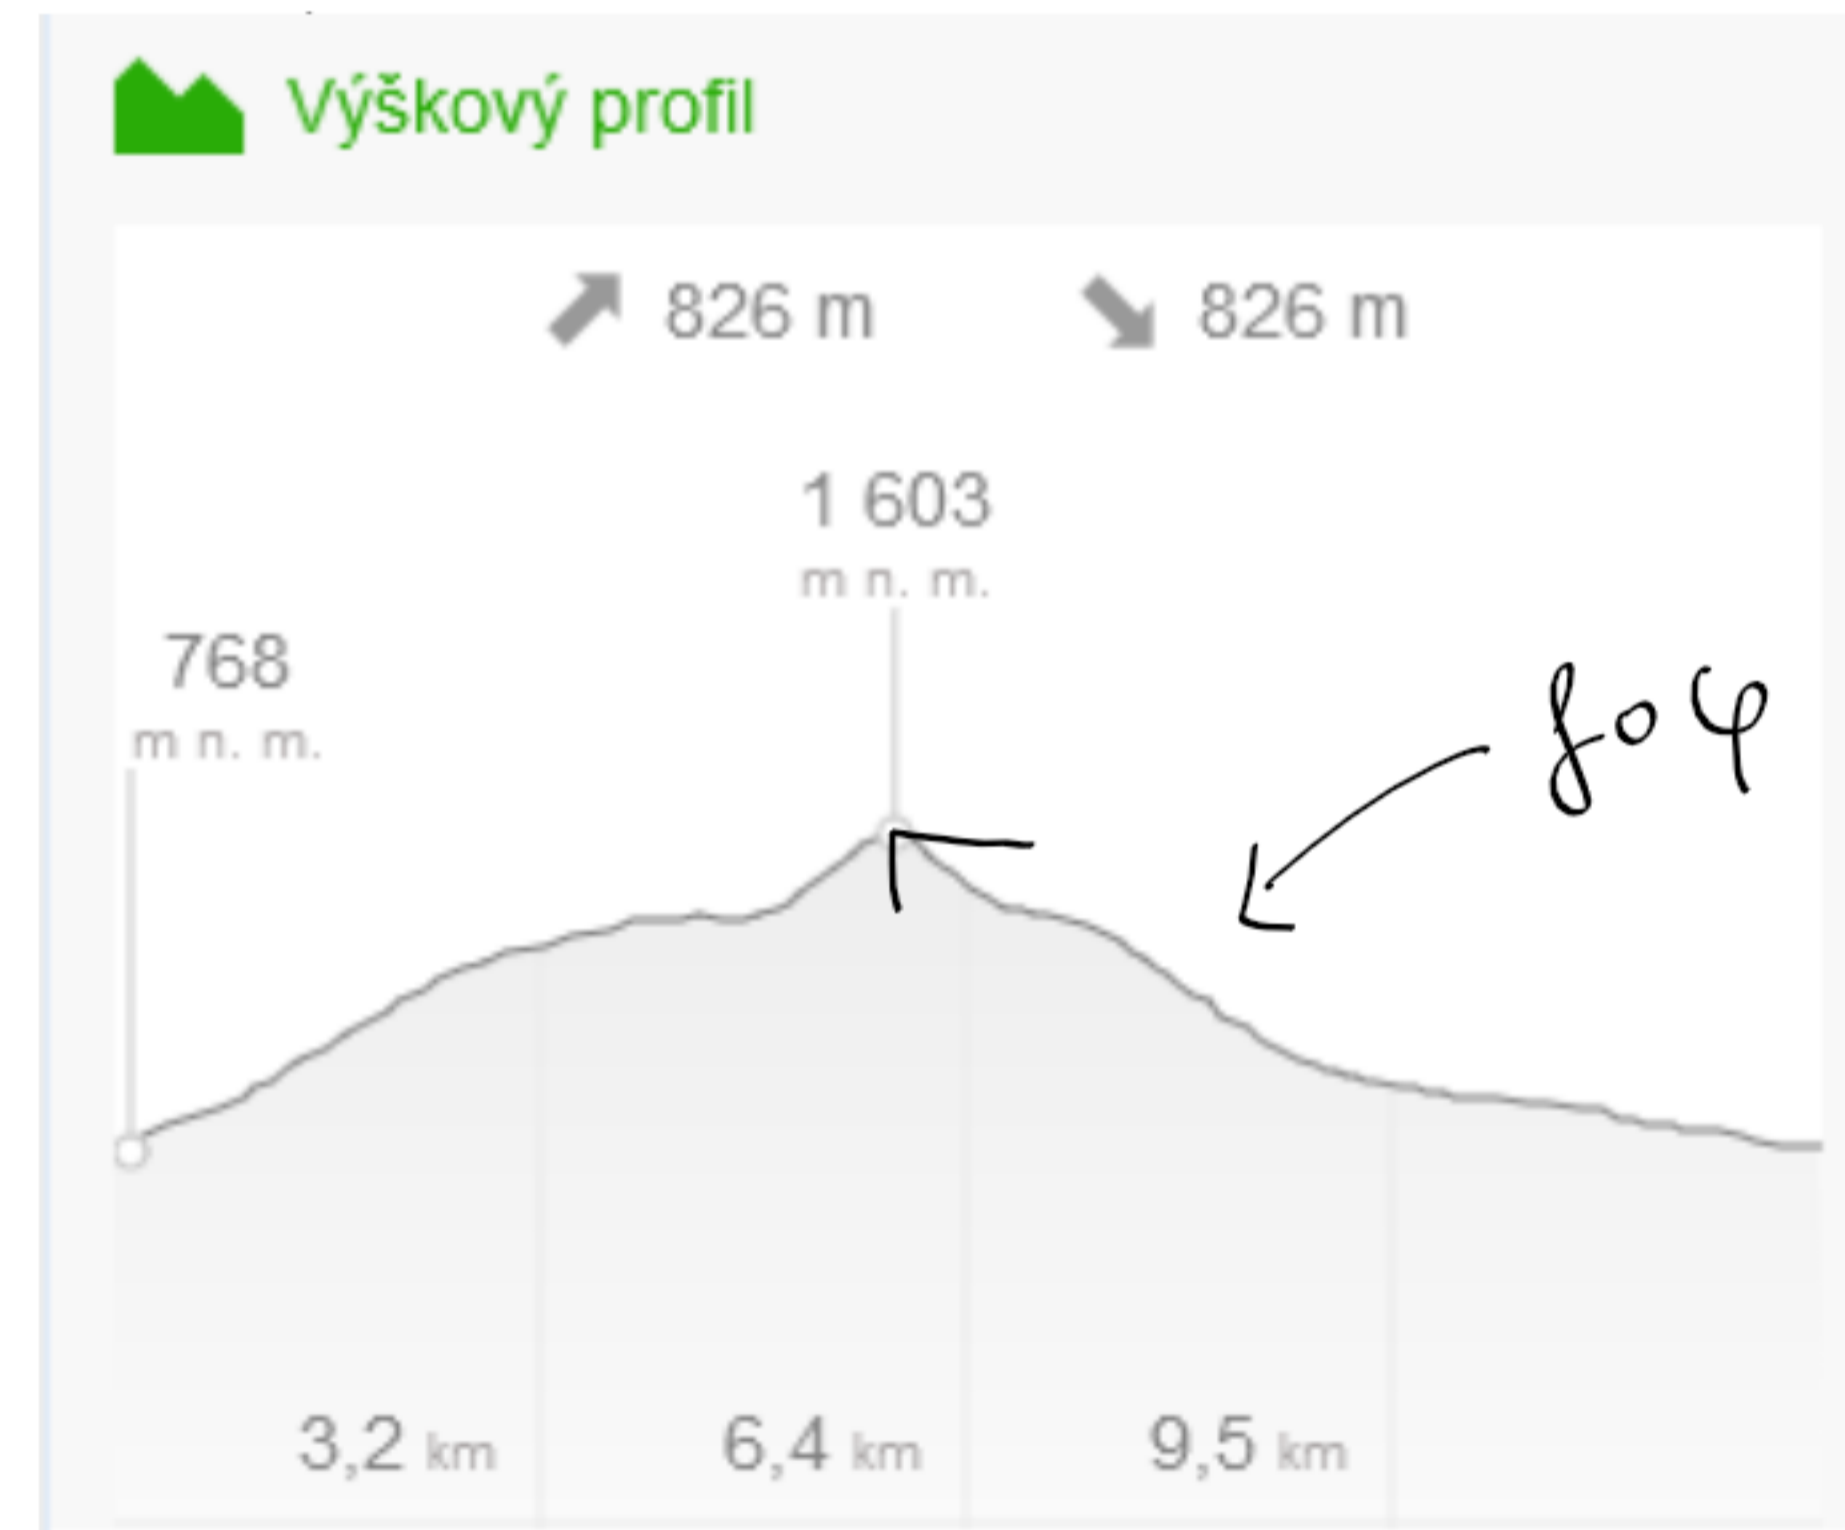 Výškový profil
826 m 826 m
1 603
m n. m.
768
m n. m.
f∘φ
3,2 km 6,4 km 9,5 km